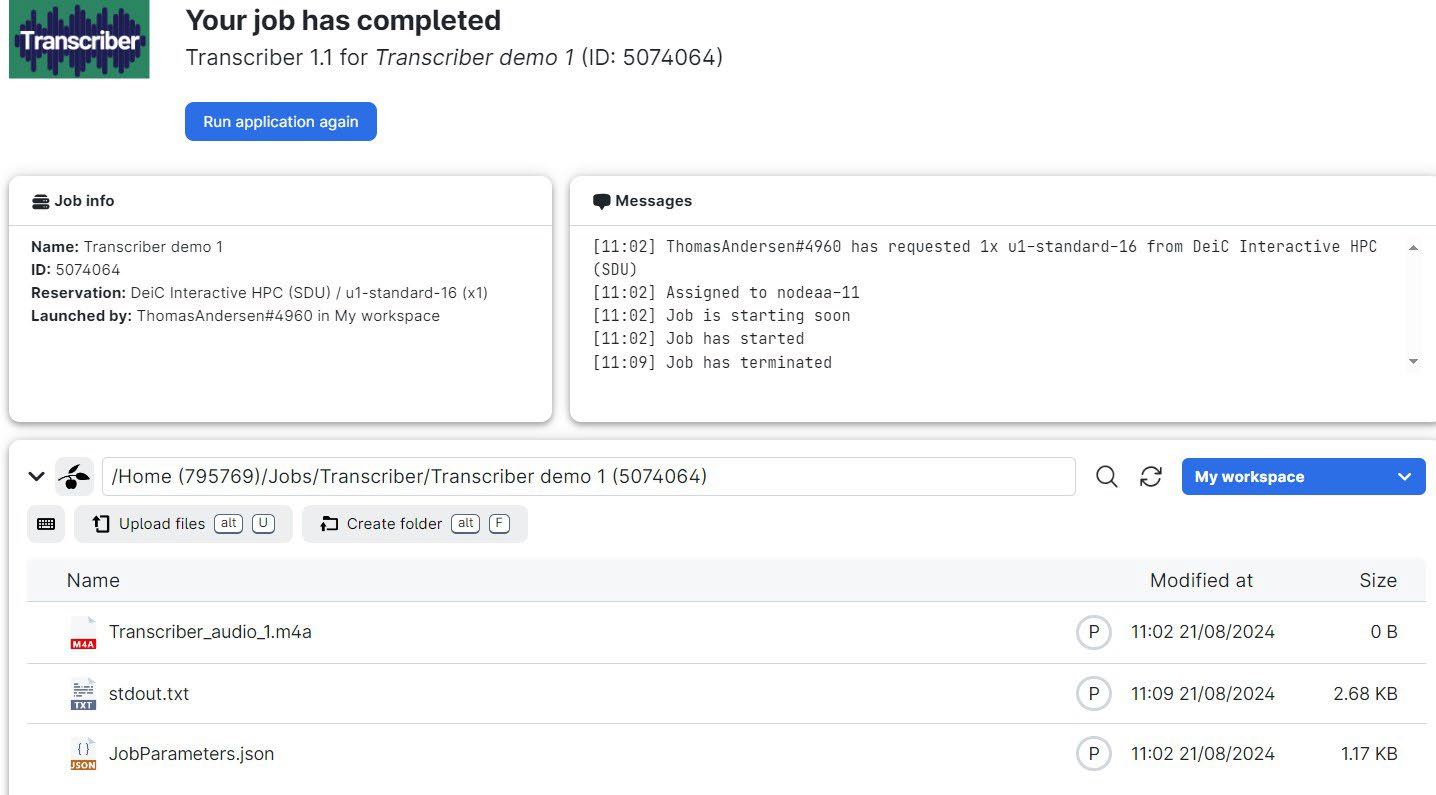 Transcriber
Your job has completed
Transcriber 1.1 for Transcriber demo 1 (ID: 5074064)
Run application again
Job info
Name: Transcriber demo 1
ID: 5074064
Reservation: DeiC Interactive HPC (SDU) / u1-standard-16 (x1)
Launched by: ThomasAndersen#4960 in My workspace
Messages
[11:02] ThomasAndersen#4960 has requested 1x u1-standard-16 from DeiC Interactive HPC
(SDU)
[11:02] Assigned to nodeaa-11
[11:02] Job is starting soon
[11:02] Job has started
[11:09] Job has terminated
/Home (795769)/Jobs/Transcriber/Transcriber demo 1 (5074064)
My workspace
Upload files alt U Create folder alt F
Name Modified at Size
M4A Transcriber_audio_1.m4a P 11:02 21/08/2024 0 B
TXT stdout.txt P 11:09 21/08/2024 2.68 KB
{} JSON JobParameters.json P 11:02 21/08/2024 1.17 KB